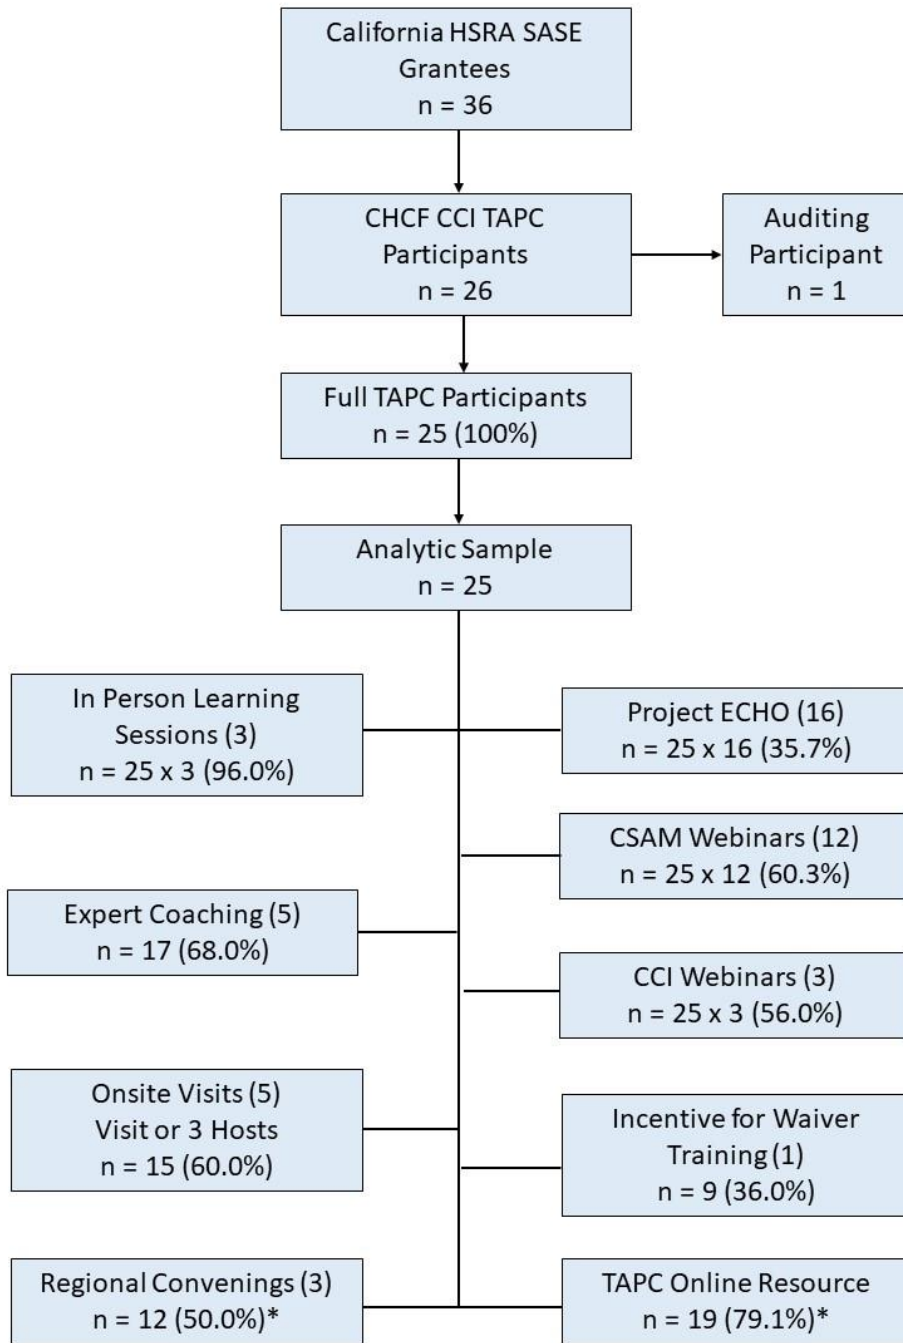 California HSRA SASE
Grantees
n = 36
CHCF CCI TAPC
Participants
n = 26
Auditing
Participant
n = 1
Full TAPC Participants
n = 25 (100%)
Analytic Sample
n = 25
In Person Learning
Sessions (3)
n = 25 x 3 (96.0%)
Project ECHO (16)
n = 25 x 16 (35.7%)
CSAM Webinars (12)
n = 25 x 12 (60.3%)
Expert Coaching (5)
n = 17 (68.0%)
CCI Webinars (3)
n = 25 x 3 (56.0%)
Onsite Visits (5)
Visit or 3 Hosts
n = 15 (60.0%)
Incentive for Waiver
Training (1)
n = 9 (36.0%)
Regional Convenings (3)
n = 12 (50.0%)*
TAPC Online Resource
n = 19 (79.1%)*